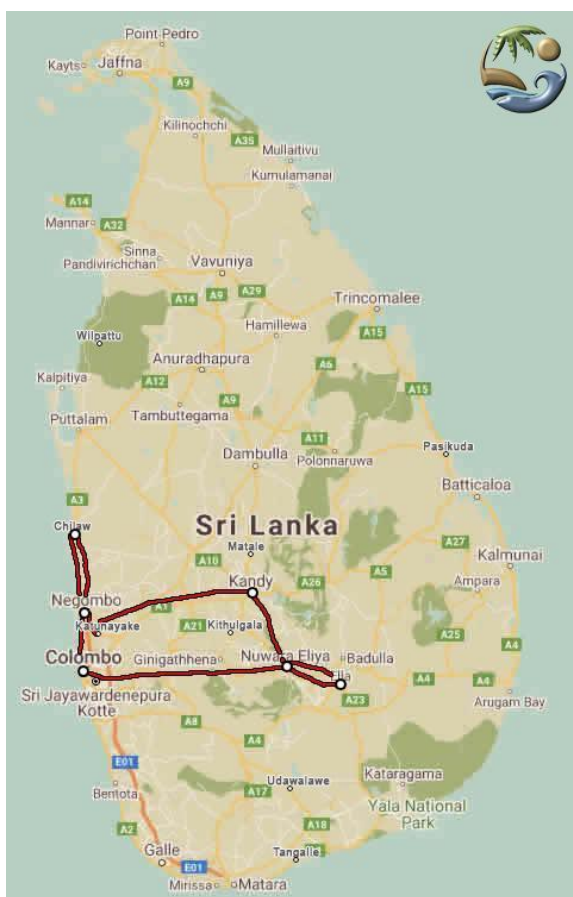 Point Pedro
Kayts
Jaffna
A9
Kilinochchi
A35
Mullaitivu
Kumulamanai
A14
Mannar
A32
Sinna
Pandivirichchan
Vavuniya
A14
A9
A29
Trincomalee
Hamillewa
A15
Wilpattu
Anuradhapura
A6
Kalpitiya
A12
A9
A15
Tambuttegama
Puttalam
A11
Pasikuda
Dambulla
Polonnaruwa
Batticaloa
A3
Chilaw
Sri Lanka
A27
Matale
Kalmunai
A10
A5
Kandy
A26
Ampara
Negombo
A1
A21
Kithulgala
A25
Katunayake
Colombo
Ginigathhena
Nuwara Eliya
Badulla
Ella
A4
A4
Sri Jayawardenepura
Kotte
A23
Arugam Bay
A8
A4
E01
Udawalawe
Kataragama
Bentota
A17
Yala National
Park
A2
A18
Galle
Tangalle
E01
Mirissa
Matara